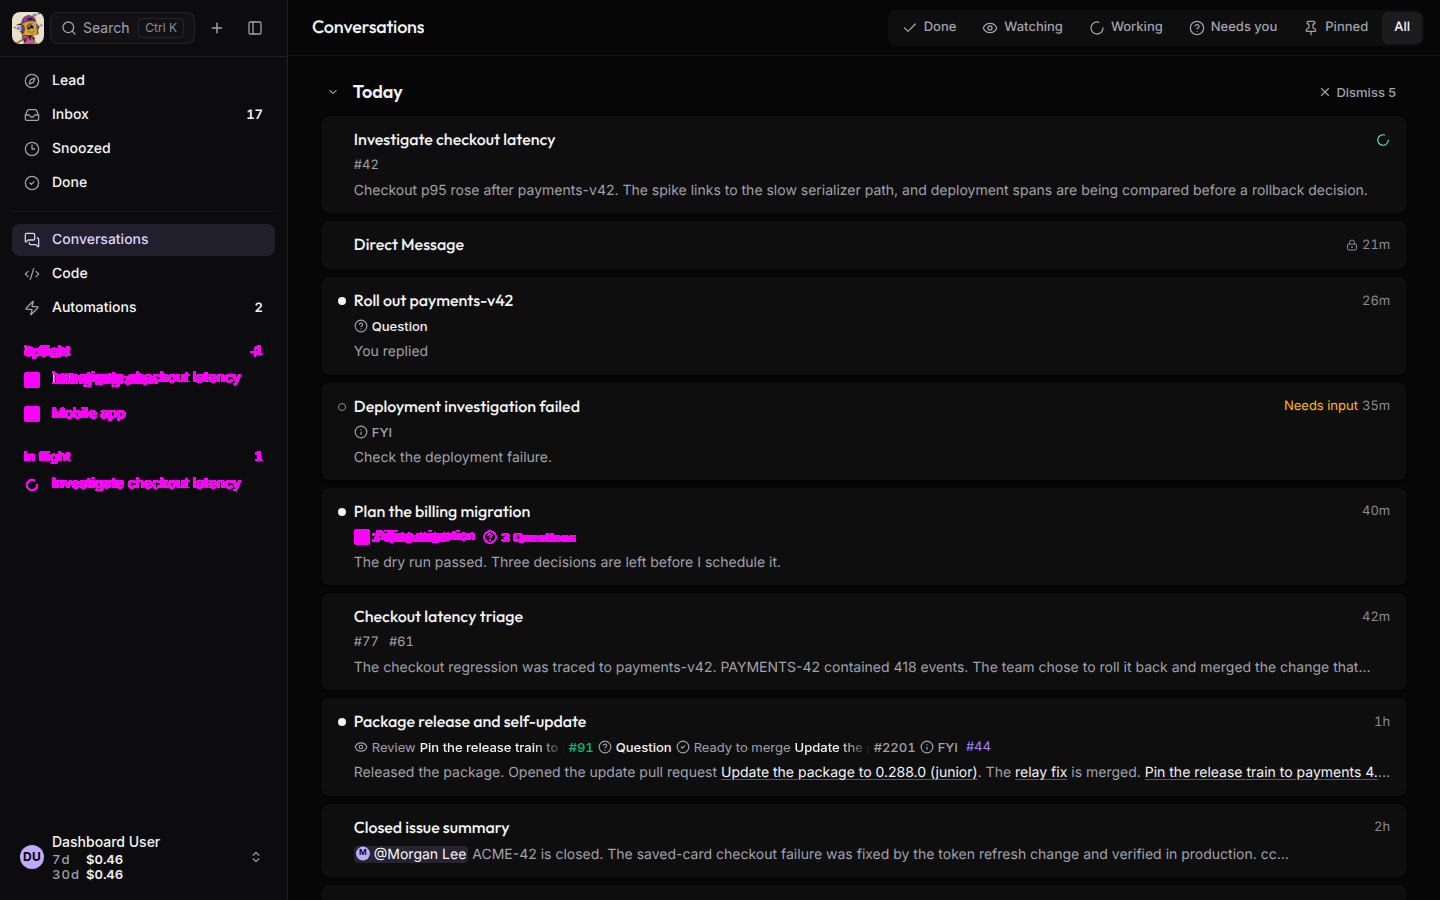 Search Ctrl K
Lead
Inbox 17
Snoozed
Done
Conversations
Code
Automations 2
checkout latency
Mobile app
In flight 1
Investigate checkout latency
Dashboard User
7d $0.46
30d $0.46
DU
Conversations
Done Watching Working Needs you Pinned All
Today Dismiss 5
Investigate checkout latency
#42
Checkout p95 rose after payments-v42. The spike links to the slow serializer path, and deployment spans are being compared before a rollback decision.
Direct Message 21m
Roll out payments-v42 26m
Question
You replied
Deployment investigation failed Needs input 35m
FYI
Check the deployment failure.
Plan the billing migration 40m
migration 3 Questions
The dry run passed. Three decisions are left before I schedule it.
Checkout latency triage 42m
#77 #61
The checkout regression was traced to payments-v42. PAYMENTS-42 contained 418 events. The team chose to roll it back and merged the change that...
Package release and self-update 1h
Review Pin the release train to #91 Question Ready to merge Update the #2201 FYI #44
Released the package. Opened the update pull request Update the package to 0.288.0 (junior). The relay fix is merged. Pin the release train to payments 4....
Closed issue summary 2h
M @Morgan Lee ACME-42 is closed. The saved-card checkout failure was fixed by the token refresh change and verified in production. cc...